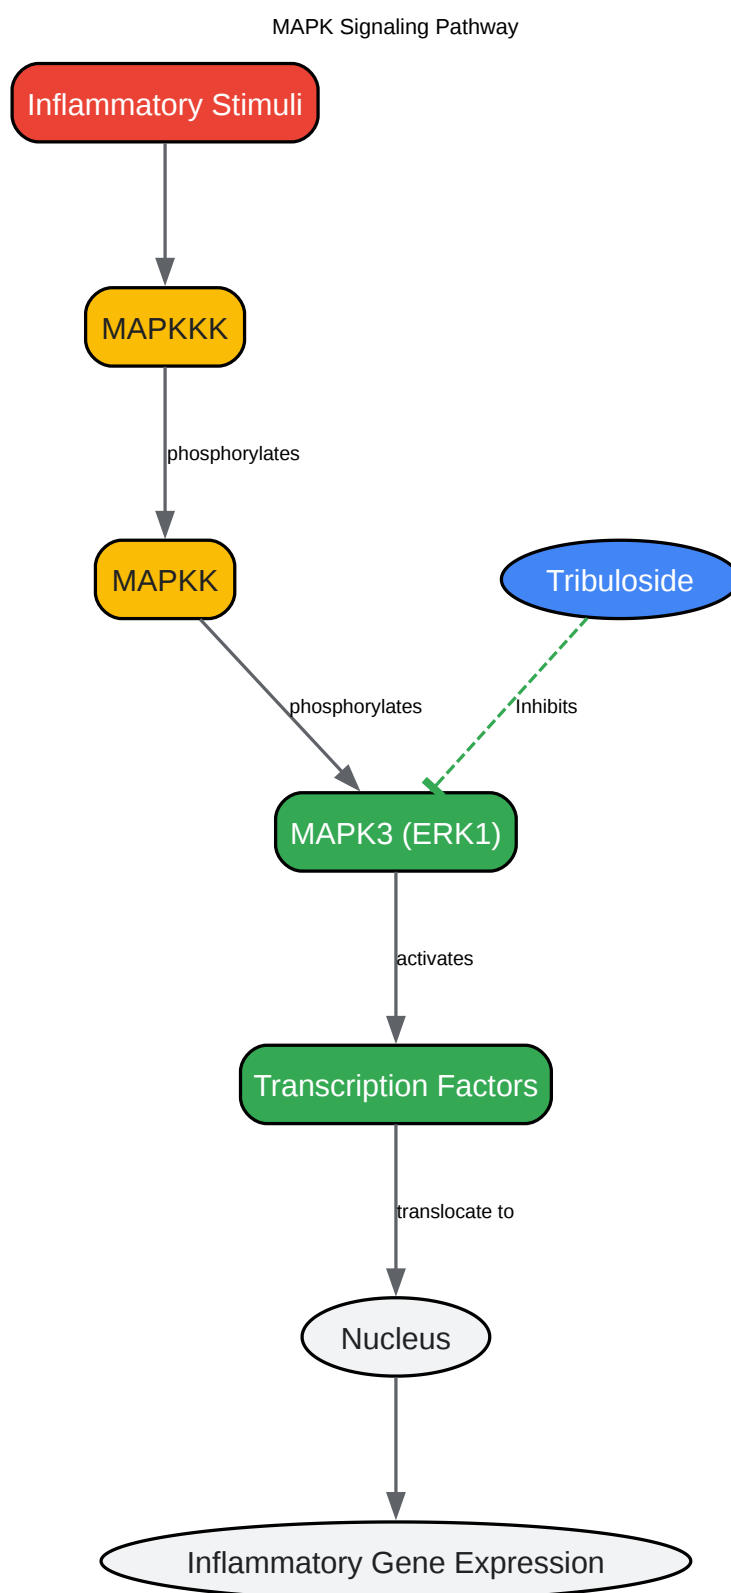 MAPK Signaling Pathway
Inflammatory Stimuli
MAPKKK
phosphorylates
MAPKK
Tribuloside
phosphorylates
Inhibits
MAPK3 (ERK1)
activates
Transcription Factors
translocate to
Nucleus
Inflammatory Gene Expression